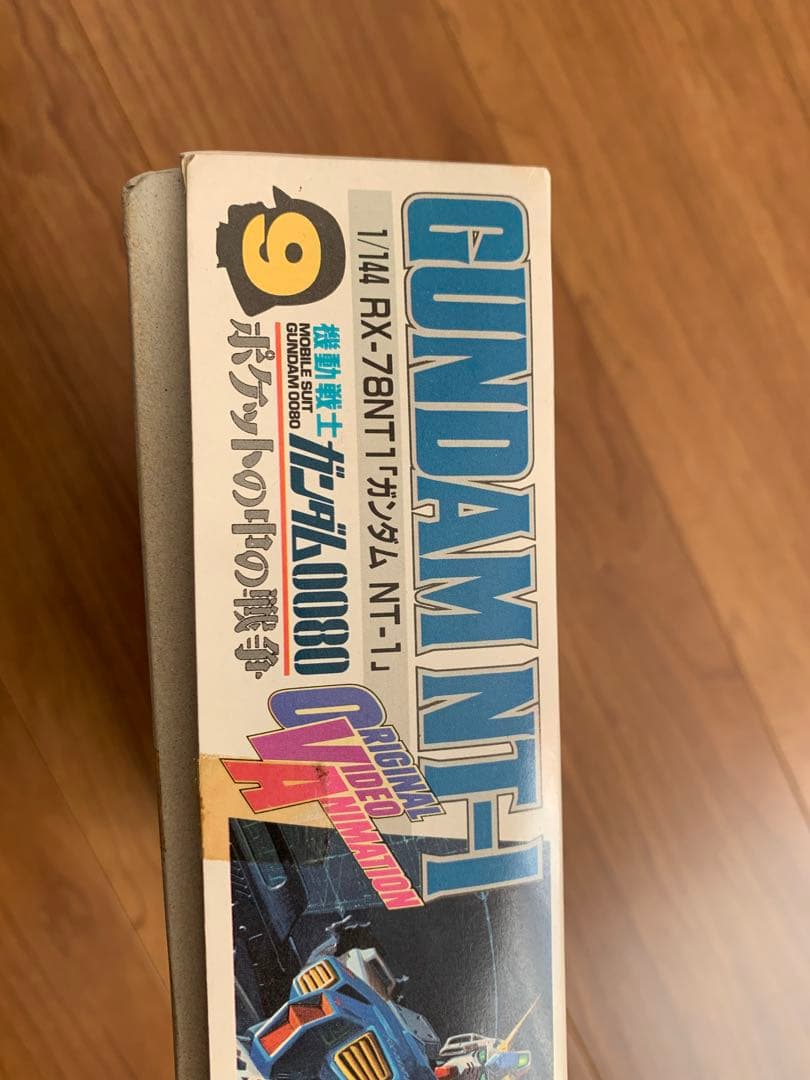 GUNDAM NT-1
1/144 RX-78NT1「ガンダム NT-1」
9
機動戦士
MOBILE SUIT
GUNDAM 0080
ガンダム0080
ポケットの中の戦争
ORIGINAL
VIDEO
ANIMATION